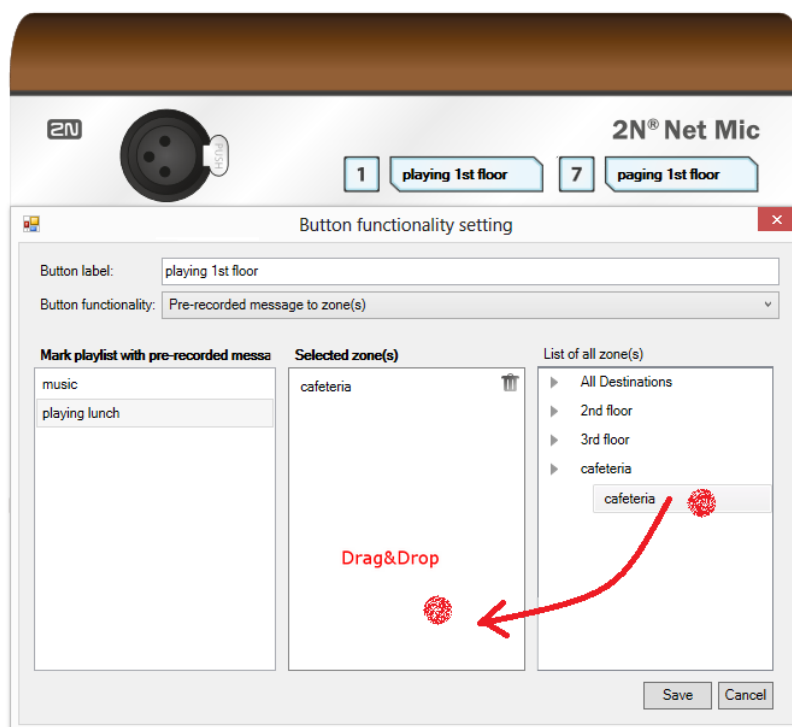 2N
PUSH
2N® Net Mic
1
playing 1st floor
7
paging 1st floor
Button functionality setting
Button label:
playing 1st floor
Button functionality:
Pre-recorded message to zone(s)
Mark playlist with pre-recorded messa
music
playing lunch
Selected zone(s)
cafeteria
Drag&Drop
List of all zone(s)
All Destinations
2nd floor
3rd floor
cafeteria
cafeteria
Save
Cancel